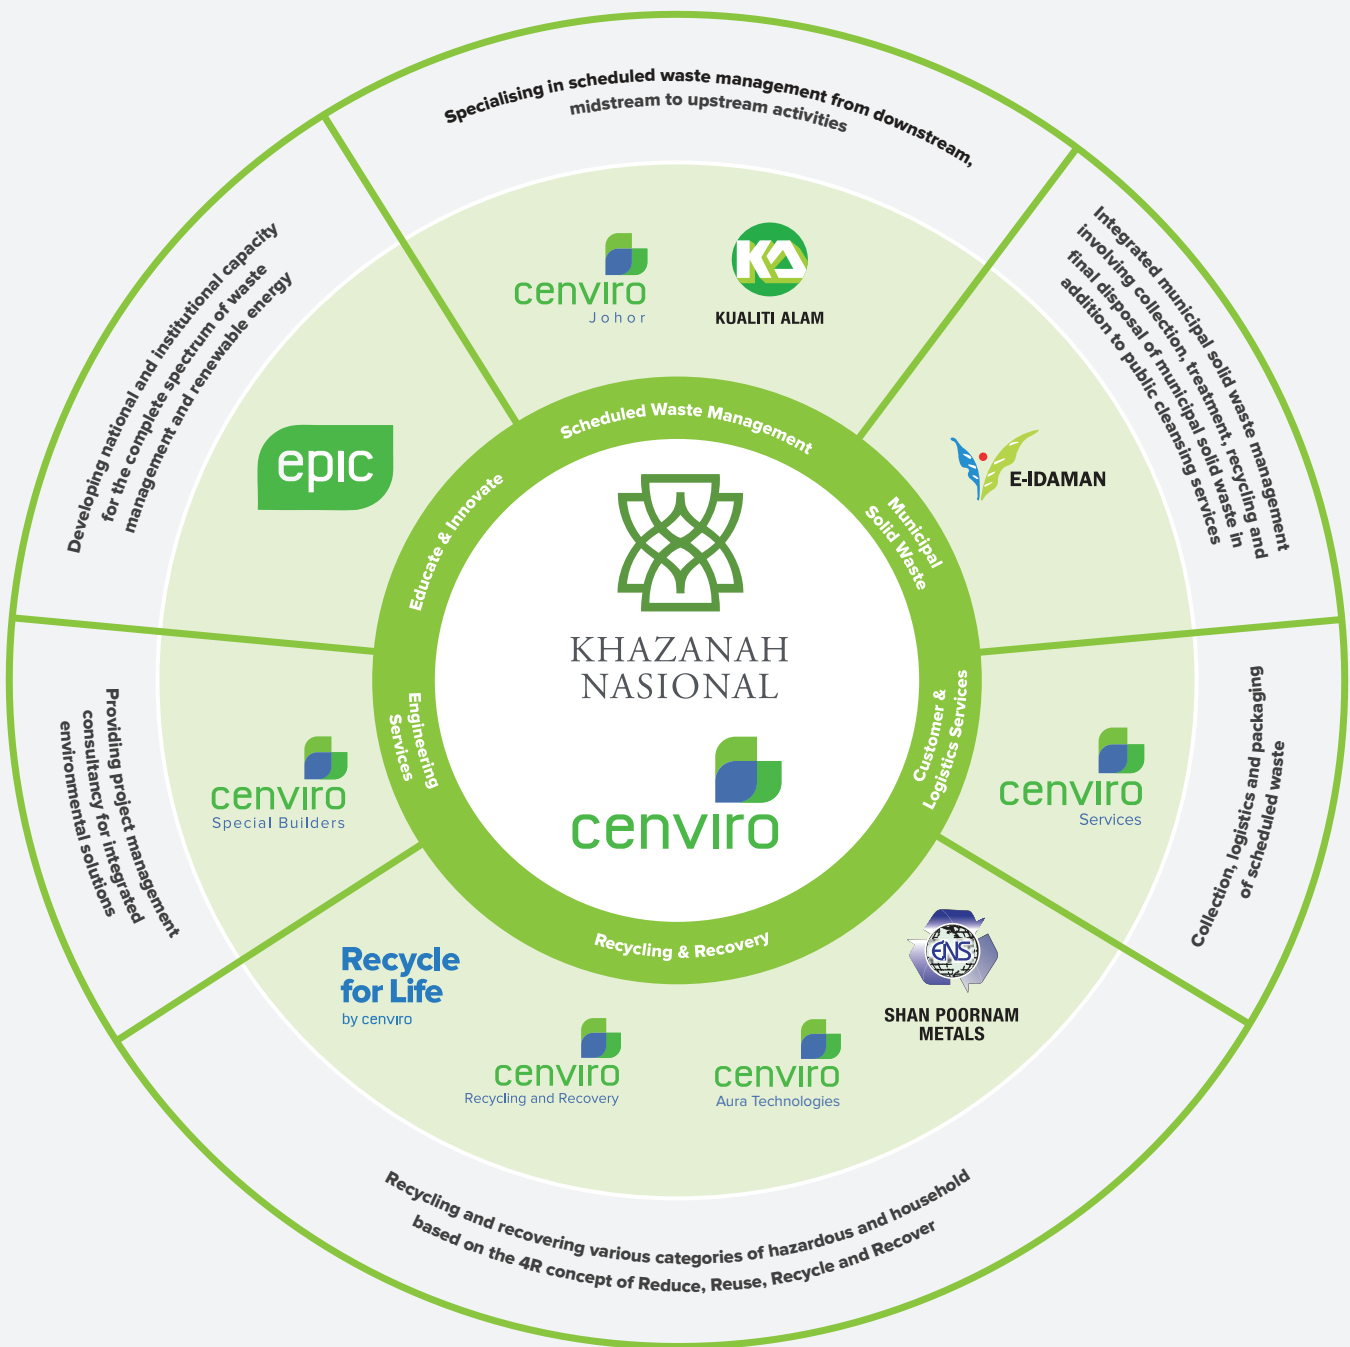 Specialising in scheduled waste management from downstream,
midstream to upstream activities
cenviro
Johor
KA
KUALITI ALAM
Scheduled Waste Management
Integrated municipal solid waste management
involving collection, treatment, recycling and
final disposal of municipal solid waste in
addition to public cleansing services
E-IDAMAN
Municipal
Solid Waste
Collection, logistics and packaging
of scheduled waste
cenviro
Services
Customer &
Logistics Services
Recycling & Recovery
SHAN POORNAM
METALS
ENS
cenviro
Aura Technologies
cenviro
Recycling and Recovery
Recycle
for Life
by cenviro
Recycling and recovering various categories of hazardous and household
based on the 4R concept of Reduce, Reuse, Recycle and Recover
Providing project management
consultancy for integrated
environmental solutions
cenviro
Special Builders
Engineering
Services
Developing national and institutional capacity
for the complete spectrum of waste
management and renewable energy
epic
Educate & Innovate
KHAZANAH
NASIONAL
cenviro